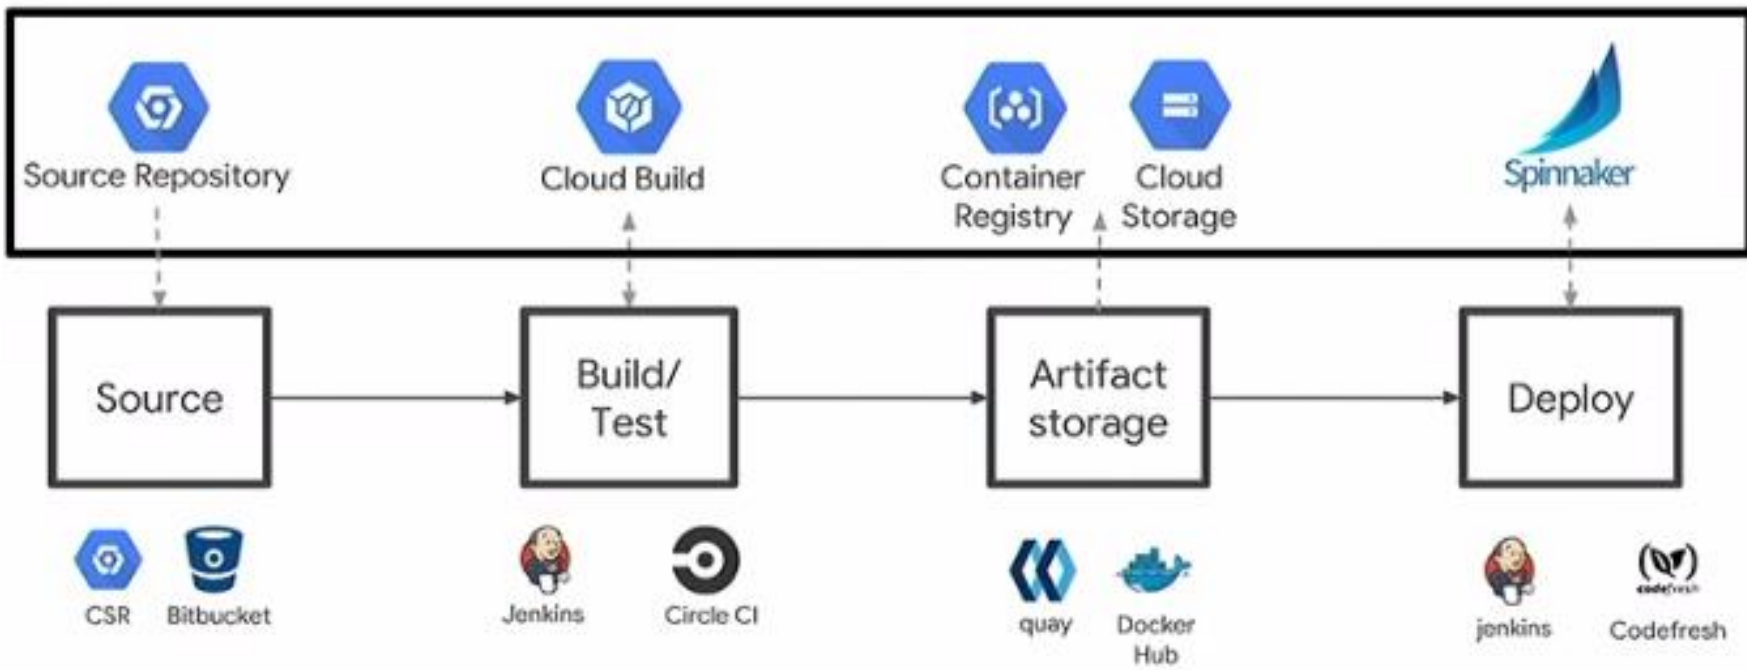 Source Repository
Cloud Build
Container
Registry
Cloud
Storage
Spinnaker
Source
Build/
Test
Artifact
storage
Deploy
CSR
Bitbucket
Jenkins
Circle CI
quay
Docker
Hub
jenkins
codefresh
Codefresh